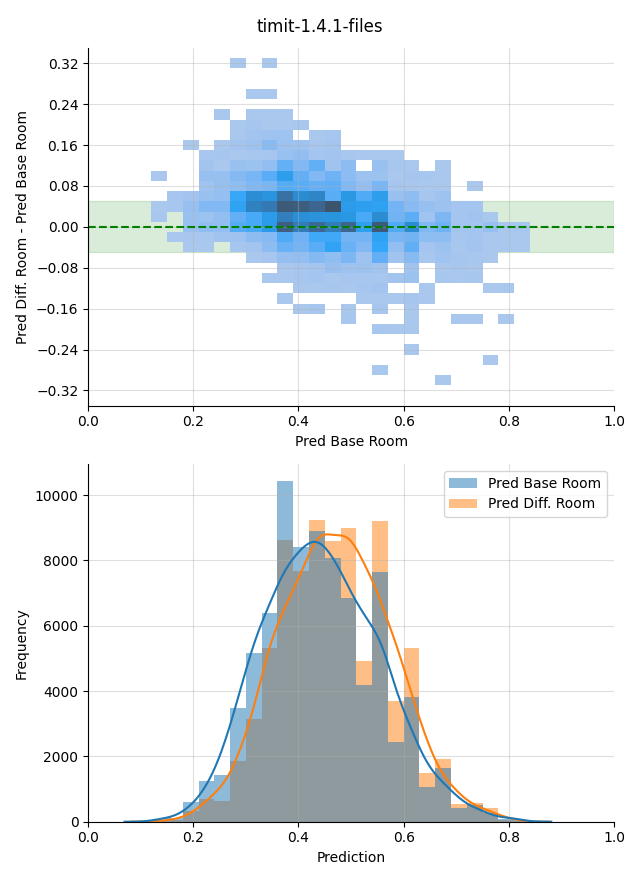 timit-1.4.1-files
0.32
0.24
0.16
0.08
0.00
−0.08
−0.16
−0.24
−0.32
Pred Diff. Room - Pred Base Room
0.0 0.2 0.4 0.6 0.8 1.0
Pred Base Room
Pred Base Room
Pred Diff. Room
10000
8000
6000
4000
2000
0
Frequency
0.0 0.2 0.4 0.6 0.8 1.0
Prediction